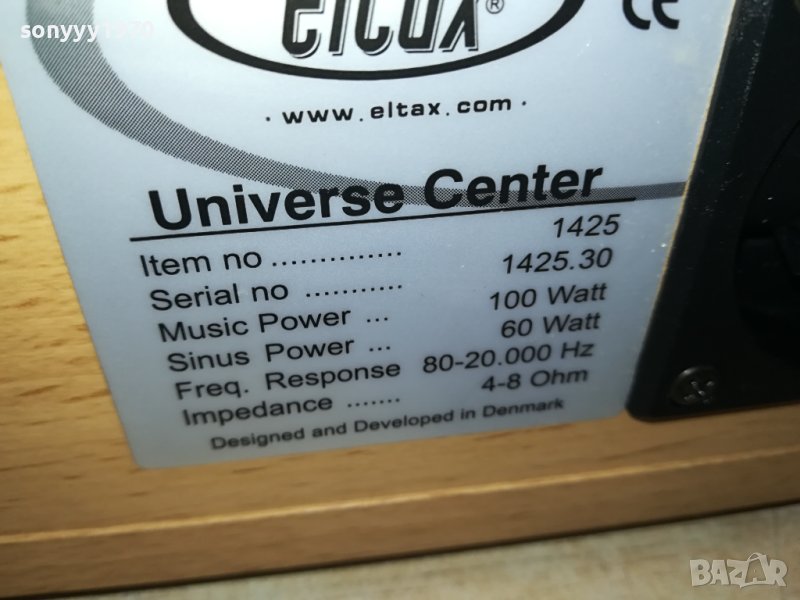 sonyyy1970
eltax®
CE
· www.eltax.com ·
Universe Center
Item no .............. 1425
Serial no ........... 1425.30
Music Power ... 100 Watt
Sinus Power ... 60 Watt
Freq. Response 80-20.000 Hz
Impedance ....... 4-8 Ohm
Designed and Developed in Denmark
BAZAR